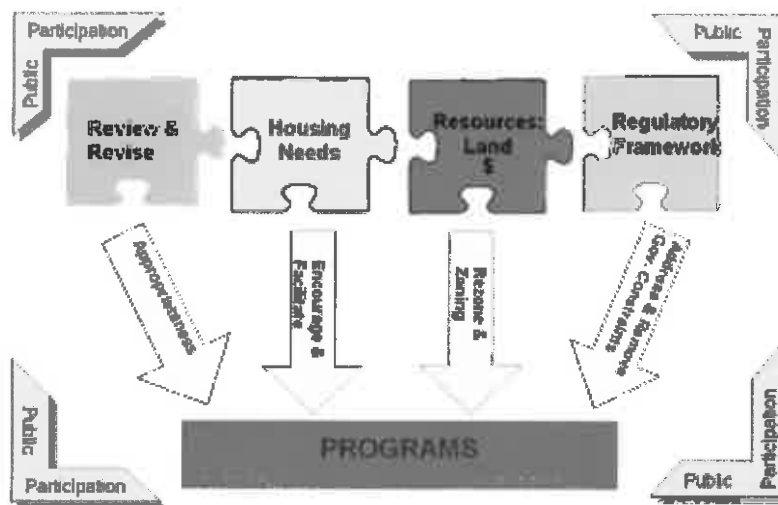 Participation
Public
Public
Participation
Review &
Revise
Housing
Needs
Resources:
Land
$
Regulatory
Framework
Appropriateness
Encourage &
Facilitate
Rezone &
Zoning
Address & Remove
Gov. Constraints
PROGRAMS
Public
Participation
Public
Participation